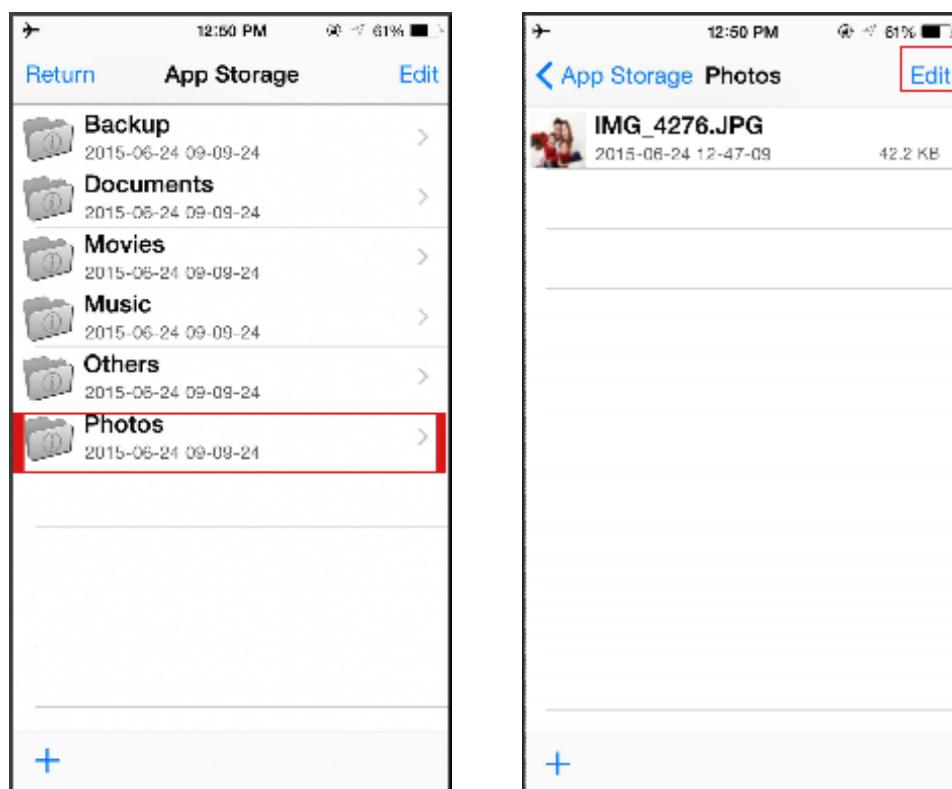 12:50 PM 61%
Return App Storage Edit
Backup
2015-06-24 09-09-24
Documents
2015-06-24 09-09-24
Movies
2015-06-24 09-09-24
Music
2015-06-24 09-09-24
Others
2015-06-24 09-09-24
Photos
2015-06-24 09-09-24
12:50 PM 61%
App Storage Photos Edit
IMG_4276.JPG
2015-06-24 12-47-09 42.2 KB